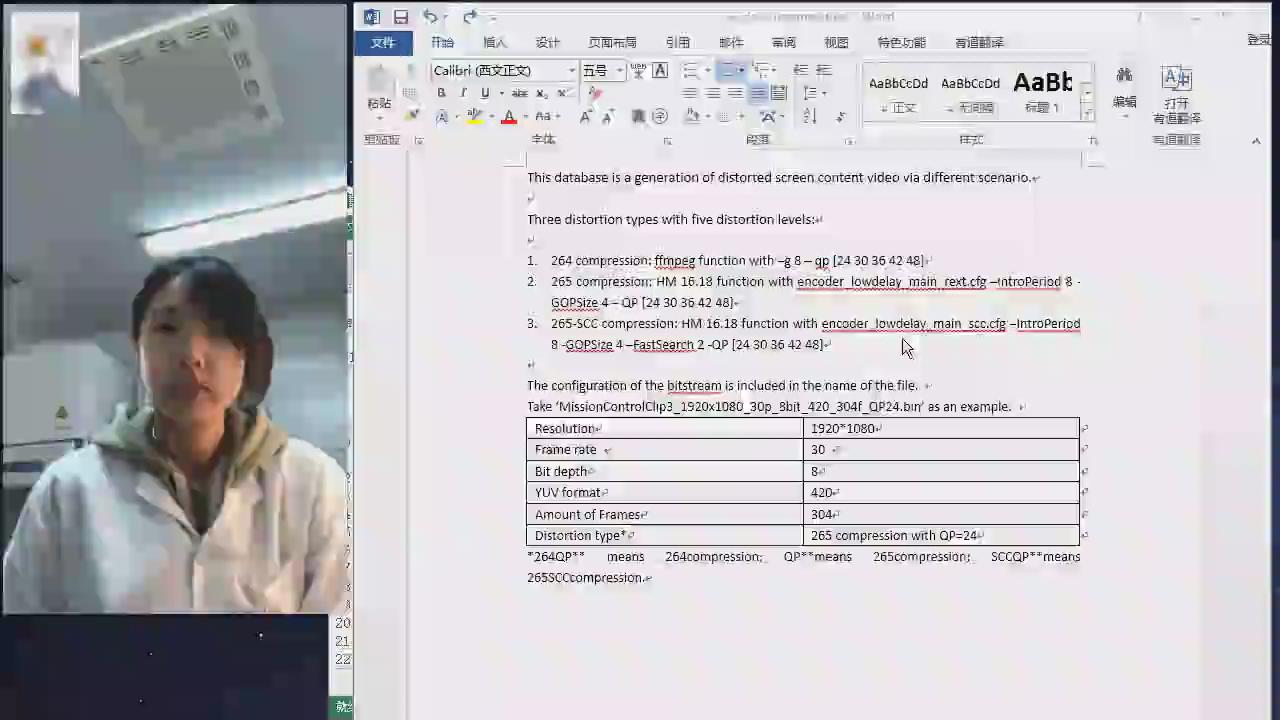 文件 开始 插入 设计 页面布局 引用 邮件 审阅 视图 特色功能 有道翻译 登录
Calibri (西文正文) 五号
AaBbCcDd AaBbCcDd AaBb
粘贴 正文 无间隔 标题 1 编辑 打开
有道翻译
剪贴板 字体 段落 样式 有道翻译
This database is a generation of distorted screen content video via different scenario.
Three distortion types with five distortion levels:
1. 264 compression: ffmpeg function with –g 8 – qp [24 30 36 42 48]
2. 265 compression: HM 16.18 function with encoder_lowdelay_main_rext.cfg –IntroPeriod 8 -
GOPSize 4 – QP [24 30 36 42 48]
3. 265-SCC compression: HM 16.18 function with encoder_lowdelay_main_scc.cfg –IntroPeriod
8 -GOPSize 4 –FastSearch 2 -QP [24 30 36 42 48]
The configuration of the bitstream is included in the name of the file.
Take 'MissionControlClip3_1920x1080_30p_8bit_420_304f_QP24.bin' as an example.
Resolution 1920*1080
Frame rate 30
Bit depth 8
YUV format 420
Amount of Frames 304
Distortion type* 265 compression with QP=24
*264QP** means 264compression; QP**means 265compression; SCCQP**means
265SCCcompression.
20
21
22